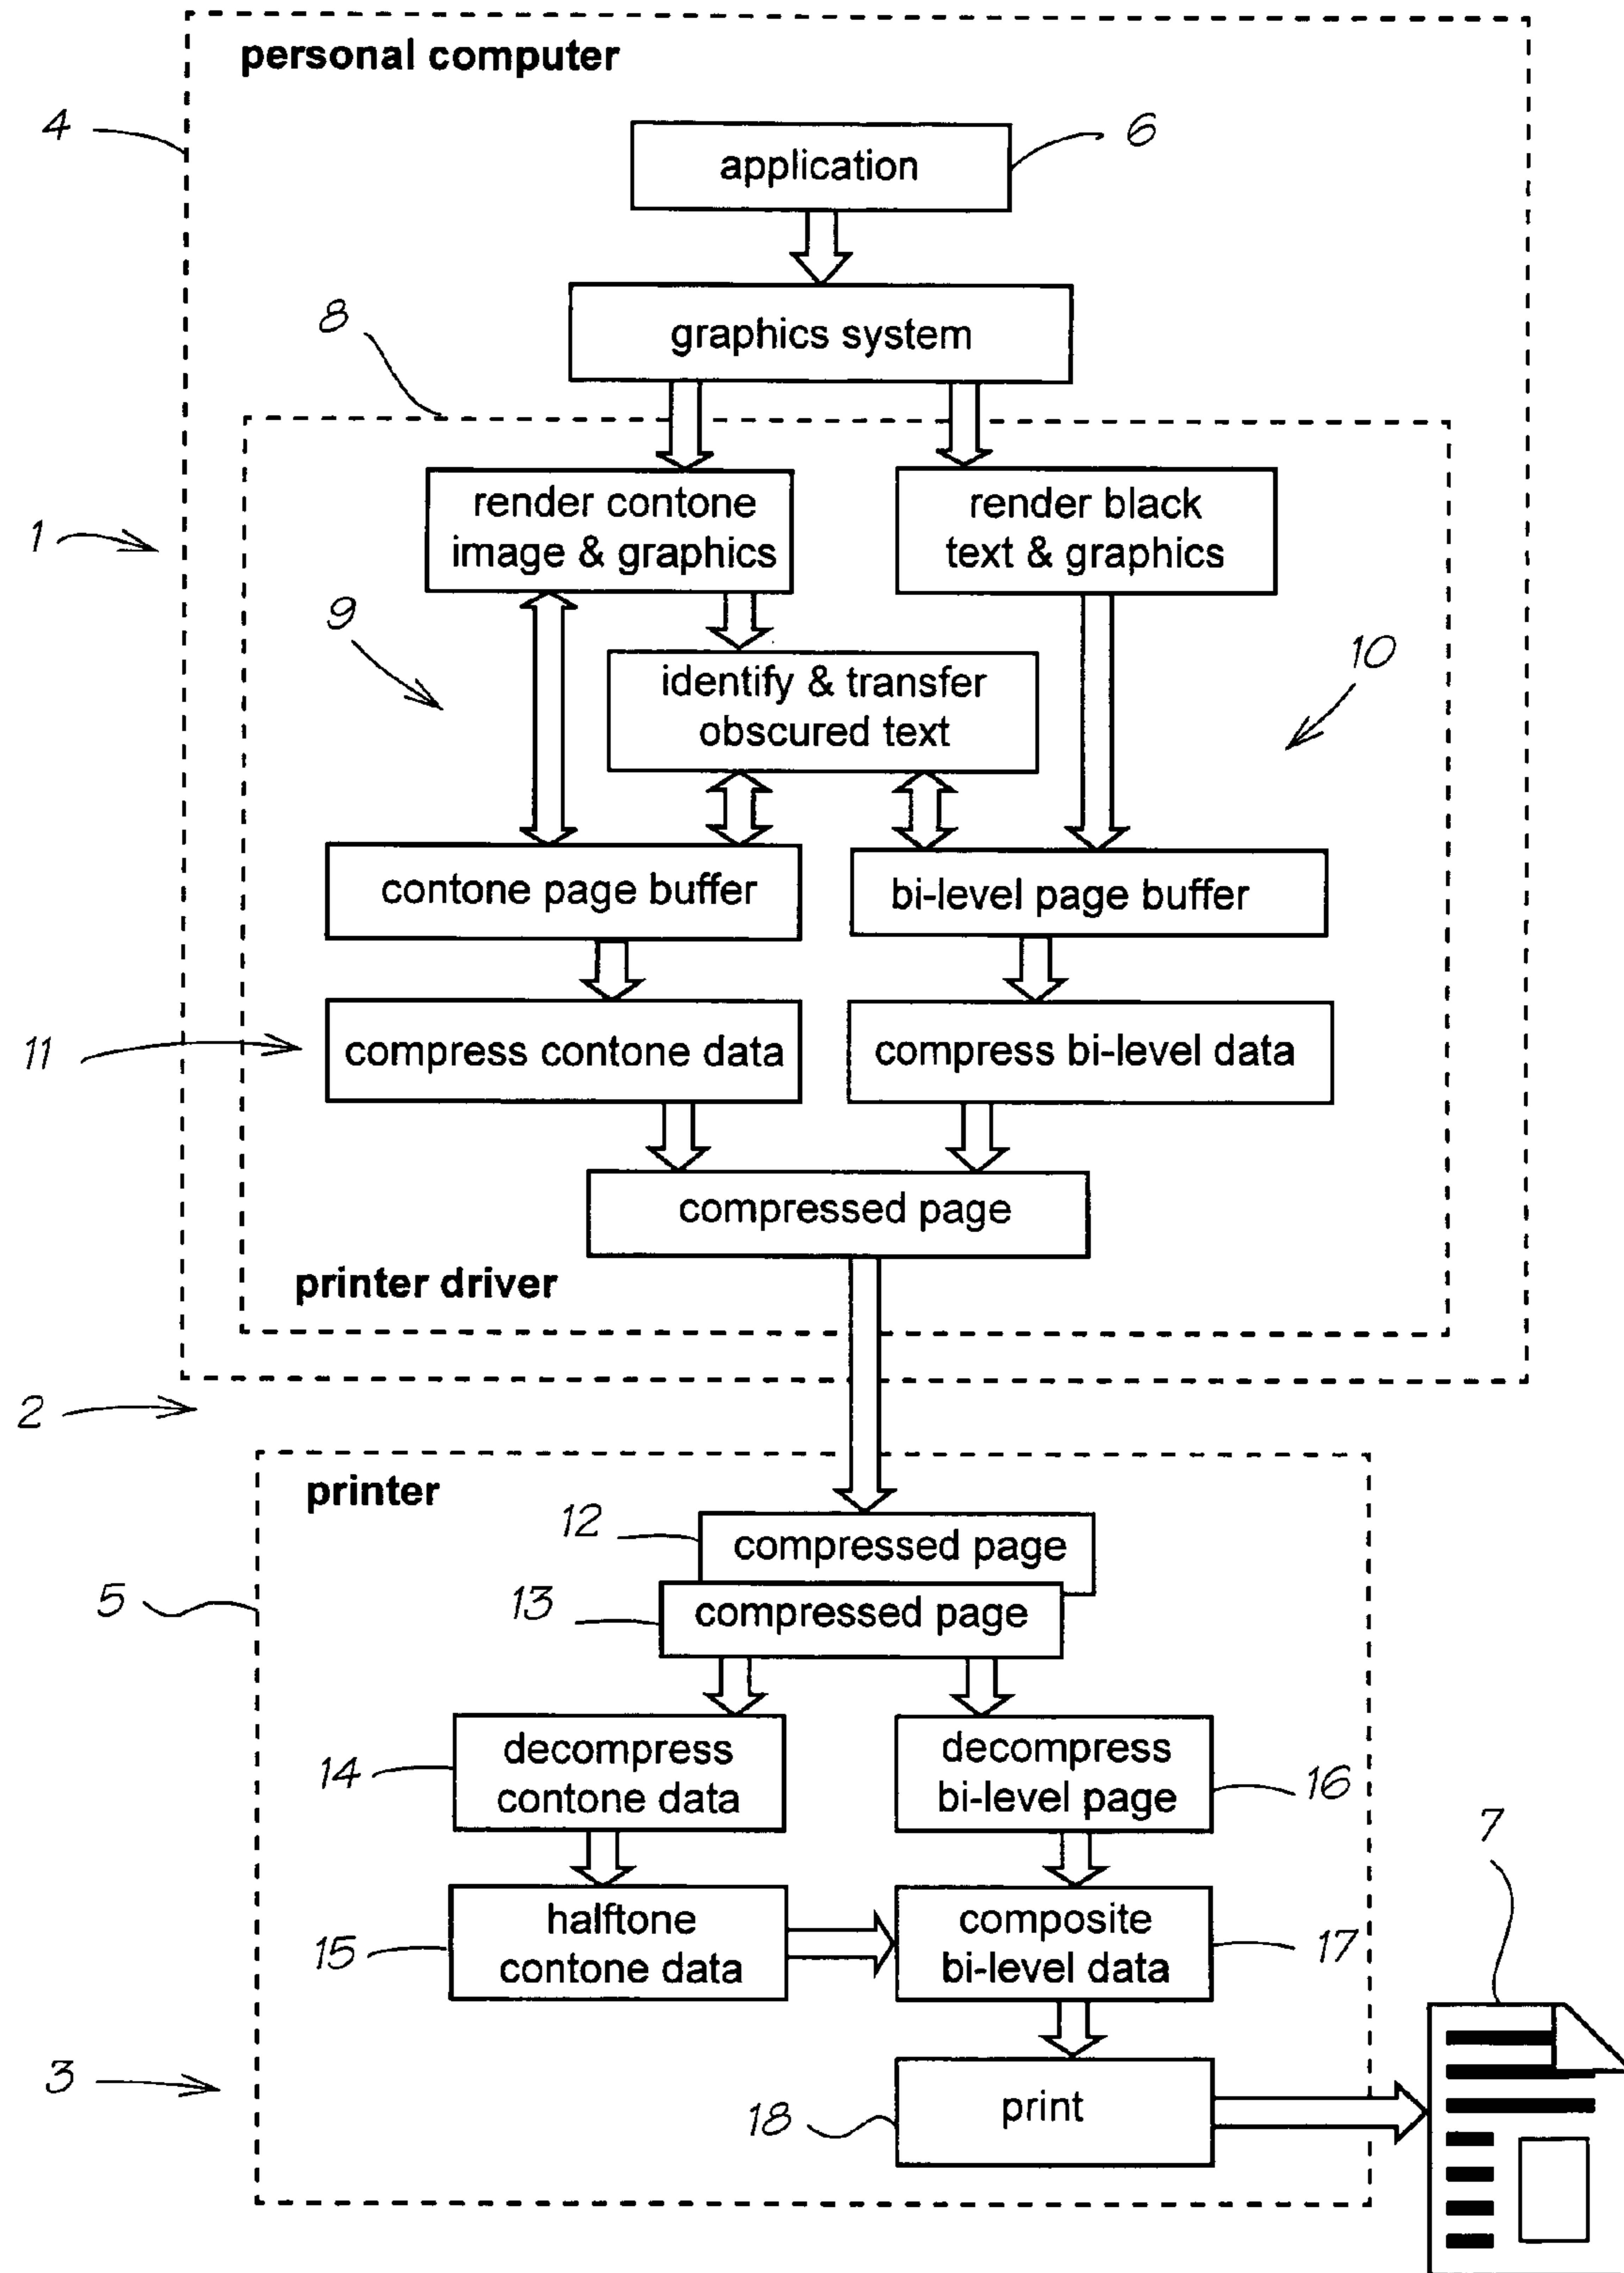 personal computer
4
6
application
8
graphics system
1
render contone
image & graphics
render black
text & graphics
9
10
identify & transfer
obscured text
contone page buffer
bi-level page buffer
11
compress contone data
compress bi-level data
compressed page
printer driver
2
printer
12
compressed page
5
13
compressed page
14
decompress
contone data
decompress
bi-level page
16
7
15
halftone
contone data
composite
bi-level data
17
3
18
print